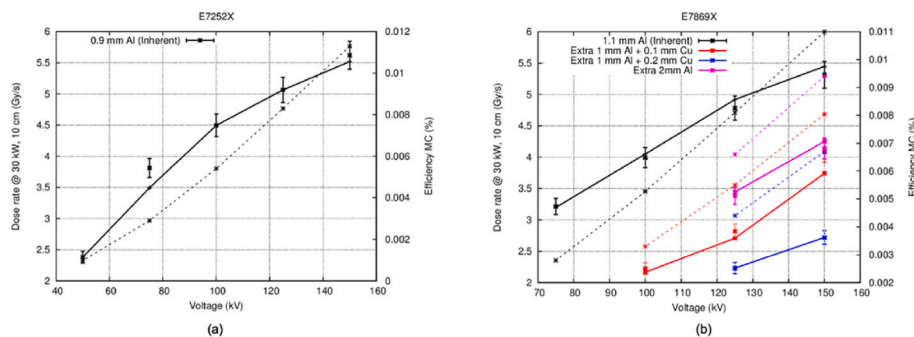 E7252X
0.9 mm Al (Inherent)
Dose rate @ 30 kW, 10 cm (Gy/s)
6
5.5
5
4.5
4
3.5
3
2.5
2
0.012
0.01
0.008
0.006
0.004
0.002
0
Efficiency MC (%)
40 60 80 100 120 140 160
Voltage (kV)
(a)
E7869X
1.1 mm Al (Inherent)
Extra 1 mm Al + 0.1 mm Cu
Extra 1 mm Al + 0.2 mm Cu
Extra 2mm Al
Dose rate @ 30 kW, 10 cm (Gy/s)
6
5.5
5
4.5
4
3.5
3
2.5
2
0.011
0.01
0.009
0.008
0.007
0.006
0.005
0.004
0.003
0.002
Efficiency MC (%)
70 80 90 100 110 120 130 140 150 160
Voltage (kV)
(b)